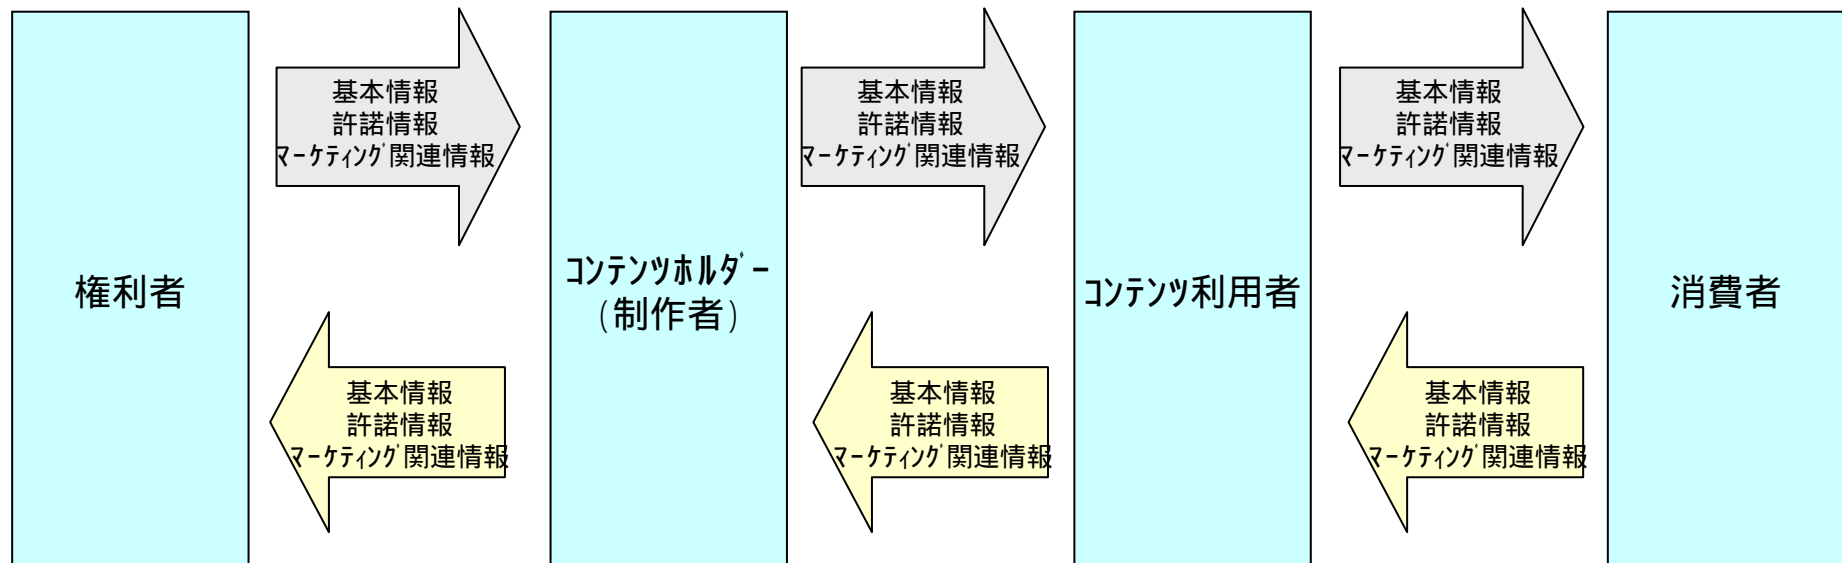 基本情報
許諾情報
マーケティング関連情報
基本情報
許諾情報
マーケティング関連情報
基本情報
許諾情報
マーケティング関連情報
権利者
コンテンツホルダー
(制作者)
コンテンツ利用者
消費者
基本情報
許諾情報
マーケティング関連情報
基本情報
許諾情報
マーケティング関連情報
基本情報
許諾情報
マーケティング関連情報